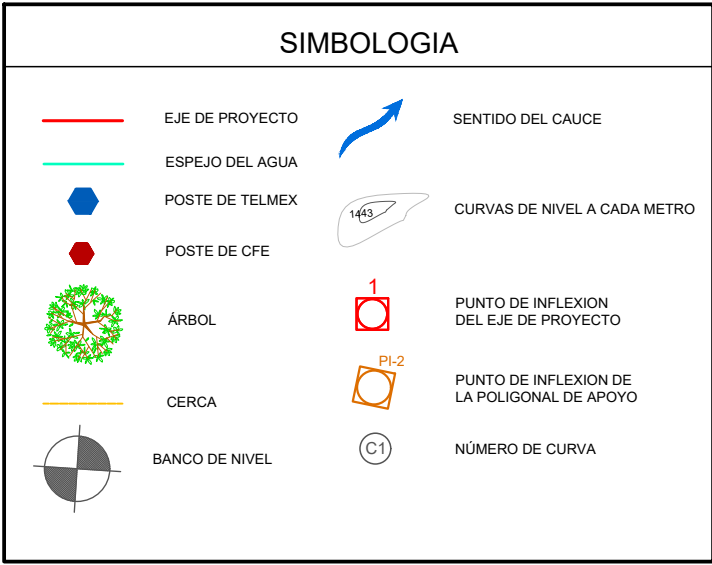 SIMBOLOGIA
EJE DE PROYECTO
ESPEJO DEL AGUA
POSTE DE TELMEX
POSTE DE CFE
ÁRBOL
CERCA
BANCO DE NIVEL
SENTIDO DEL CAUCE
1443
CURVAS DE NIVEL A CADA METRO
1
PUNTO DE INFLEXION
DEL EJE DE PROYECTO
PI-2
PUNTO DE INFLEXION DE
LA POLIGONAL DE APOYO
C1
NÚMERO DE CURVA